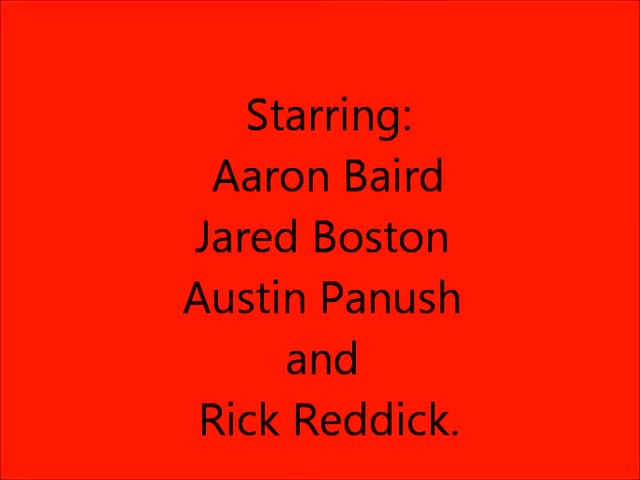 Starring:
Aaron Baird
Jared Boston
Austin Panush
and
Rick Reddick.